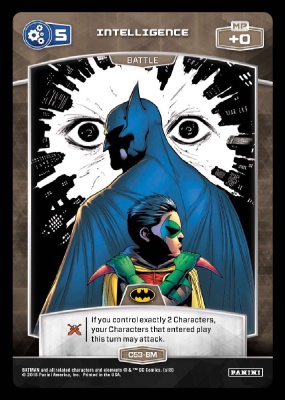 5
INTELLIGENCE
MP
+0
BATTLE
If you control exactly 2 Characters,
your Characters that entered play
this turn may attack.
C53-BM
BATMAN and all related characters and elements © & ™ DC Comics. (s19)
© 2019 Panini America, Inc. Printed in the USA.
PANINI